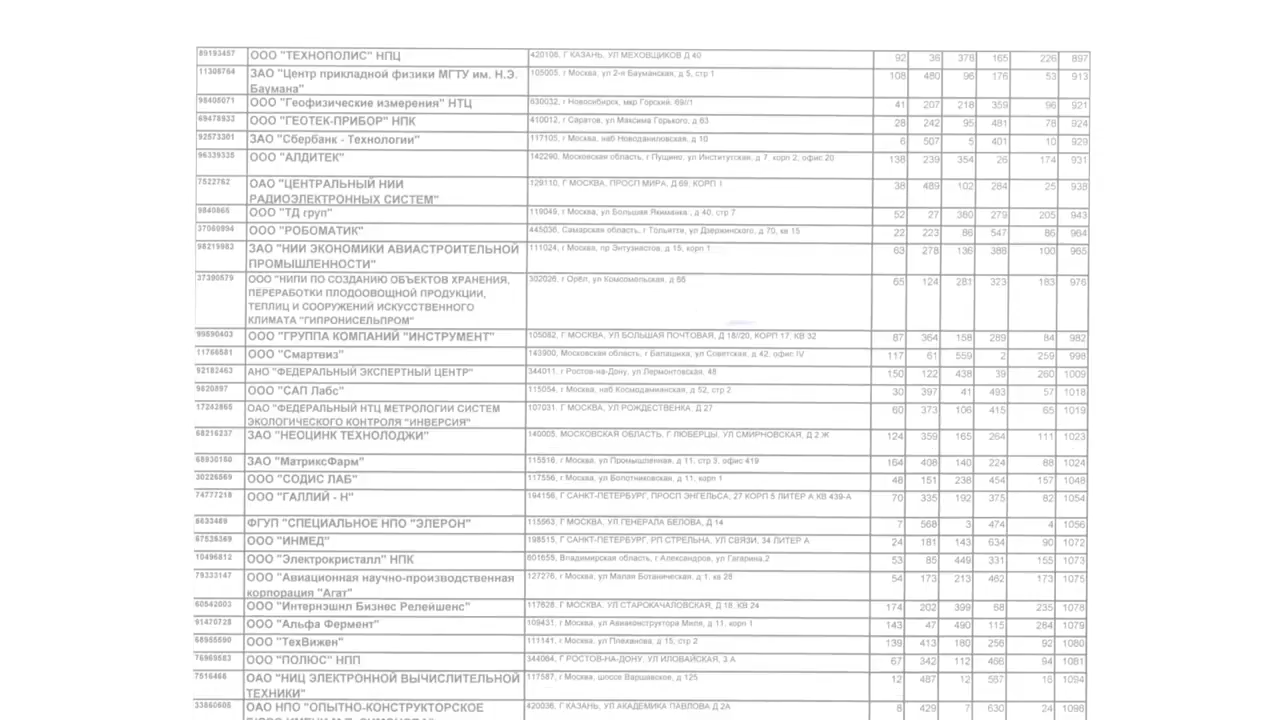 89193457 ООО "ТЕХНОПОЛИС" НПЦ 420108, Г КАЗАНЬ, УЛ МЕХОВЩИКОВ Д 40 92 36 378 165 226 897
11306764 ЗАО "Центр прикладной физики МГТУ им. Н.Э. 105005, г Москва, ул 2-я Бауманская, д 5, стр 1 108 480 96 176 53 913
Баумана"
98408071 ООО "Геофизические измерения" НТЦ 630032, г Новосибирск, мкр Горский, 69//1 41 207 218 359 96 921
69478933 ООО "ГЕОТЕК-ПРИБОР" НПК 410012, г Саратов, ул Максима Горького, д 63 28 242 95 481 78 924
92573301 ЗАО "Сбербанк - Технологии" 117105, г Москва, наб Новоданиловская, д 10 6 507 5 401 10 929
96339335 ООО "АЛДИТЕК" 142290, Московская область, г Пущино, ул Институтская, д 7, корп 2, офис 20 138 239 354 26 174 931
7522762 ОАО "ЦЕНТРАЛЬНЫЙ НИИ 129110, Г МОСКВА, ПРОСП МИРА, Д 69, КОРП 1 38 489 102 284 25 938
РАДИОЭЛЕКТРОННЫХ СИСТЕМ"
9840865 ООО "ТД груп" 119049, г Москва, ул Большая Якиманка , д 40, стр 7 52 27 380 279 205 943
37080994 ООО "РОБОМАТИК" 445036, Самарская область, г Тольятти, ул Дзержинского, д 70, кв 15 22 223 86 547 86 964
98219983 ЗАО "НИИ ЭКОНОМИКИ АВИАСТРОИТЕЛЬНОЙ 111024, г Москва, пр Энтузиастов, д 15, корп 1 63 278 136 388 100 965
ПРОМЫШЛЕННОСТИ"
37390579 ООО "НИПИ ПО СОЗДАНИЮ ОБЪЕКТОВ ХРАНЕНИЯ, 302026, г Орёл, ул Комсомольская, д 66 65 124 281 323 183 976
ПЕРЕРАБОТКИ ПЛОДООВОЩНОЙ ПРОДУКЦИИ,
ТЕПЛИЦ И СООРУЖЕНИЙ ИСКУССТВЕННОГО
КЛИМАТА "ГИПРОНИСЕЛЬПРОМ"
99690403 ООО "ГРУППА КОМПАНИЙ "ИНСТРУМЕНТ" 105082, Г МОСКВА, УЛ БОЛЬШАЯ ПОЧТОВАЯ, Д 18//20, КОРП 17, КВ 32 87 364 158 289 84 982
11766581 ООО "Смартвиз" 143900, Московская область, г Балашиха, ул Советская, д 42, офис IV 117 61 559 2 259 998
92182463 АНО "ФЕДЕРАЛЬНЫЙ ЭКСПЕРТНЫЙ ЦЕНТР" 344011, г Ростов-на-Дону, ул Лермонтовская, 48 150 122 438 39 260 1009
9820897 ООО "САП Лабс" 115054, г Москва, наб Космодамианская, д 52, стр 2 30 397 41 493 57 1018
17242865 ОАО "ФЕДЕРАЛЬНЫЙ НТЦ МЕТРОЛОГИИ СИСТЕМ 107031, Г МОСКВА, УЛ РОЖДЕСТВЕНКА, Д 27 60 373 106 415 65 1019
ЭКОЛОГИЧЕСКОГО КОНТРОЛЯ "ИНВЕРСИЯ"
68216237 ЗАО "НЕОЦИНК ТЕХНОЛОДЖИ" 140005, МОСКОВСКАЯ ОБЛАСТЬ, Г ЛЮБЕРЦЫ, УЛ СМИРНОВСКАЯ, Д 2 Ж 124 359 165 264 111 1023
68930180 ЗАО "МатриксФарм" 115516, г Москва, ул Промышленная, д 11, стр 3, офис 419 164 408 140 224 88 1024
30226569 ООО "СОДИС ЛАБ" 117556, г Москва, ул Болотниковская, д 11, корп 1 48 151 238 454 157 1048
74777218 ООО "ГАЛЛИЙ - Н" 194156, Г САНКТ-ПЕТЕРБУРГ, ПРОСП ЭНГЕЛЬСА, 27 КОРП 5 ЛИТЕР А КВ 439-А 70 335 192 375 82 1054
8633489 ФГУП "СПЕЦИАЛЬНОЕ НПО "ЭЛЕРОН" 115563, Г МОСКВА, УЛ ГЕНЕРАЛА БЕЛОВА, Д 14 7 568 3 474 4 1056
67539369 ООО "ИНМЕД" 198515, Г САНКТ-ПЕТЕРБУРГ, РП СТРЕЛЬНА, УЛ СВЯЗИ, 34 ЛИТЕР А 24 181 143 634 90 1072
10496812 ООО "Электрокристалл" НПК 601659, Владимирская область, г Александров, ул Гагарина,2 53 85 449 331 155 1073
79333147 ООО "Авиационная научно-производственная 127276, г Москва, ул Малая Ботаническая, д 1, кв 28 54 173 213 462 173 1075
корпорация "Агат"
60542003 ООО "Интернэшнл Бизнес Релейшенс" 117628, Г МОСКВА, УЛ СТАРОКАЧАЛОВСКАЯ, Д 18, КВ 24 174 202 399 68 235 1078
91470728 ООО "Альфа Фермент" 109431, г Москва, ул Авиаконструктора Миля, д 11, корп 1 143 47 490 115 284 1079
68955590 ООО "ТехВижен" 111141, г Москва, ул Плеханова, д 15, стр 2 139 413 180 256 92 1080
76969583 ООО "ПОЛЮС" НПП 344064, Г РОСТОВ-НА-ДОНУ, УЛ ИЛОВАЙСКАЯ, 3 А 67 342 112 466 94 1081
7516468 ОАО "НИЦ ЭЛЕКТРОННОЙ ВЫЧИСЛИТЕЛЬНОЙ 117587, г Москва, шоссе Варшавское, д 125 12 487 12 567 16 1094
ТЕХНИКИ"
33860608 ОАО НПО "ОПЫТНО-КОНСТРУКТОРСКОЕ 420036, Г КАЗАНЬ, УЛ АКАДЕМИКА ПАВЛОВА Д 2А 8 429 7 630 24 1098